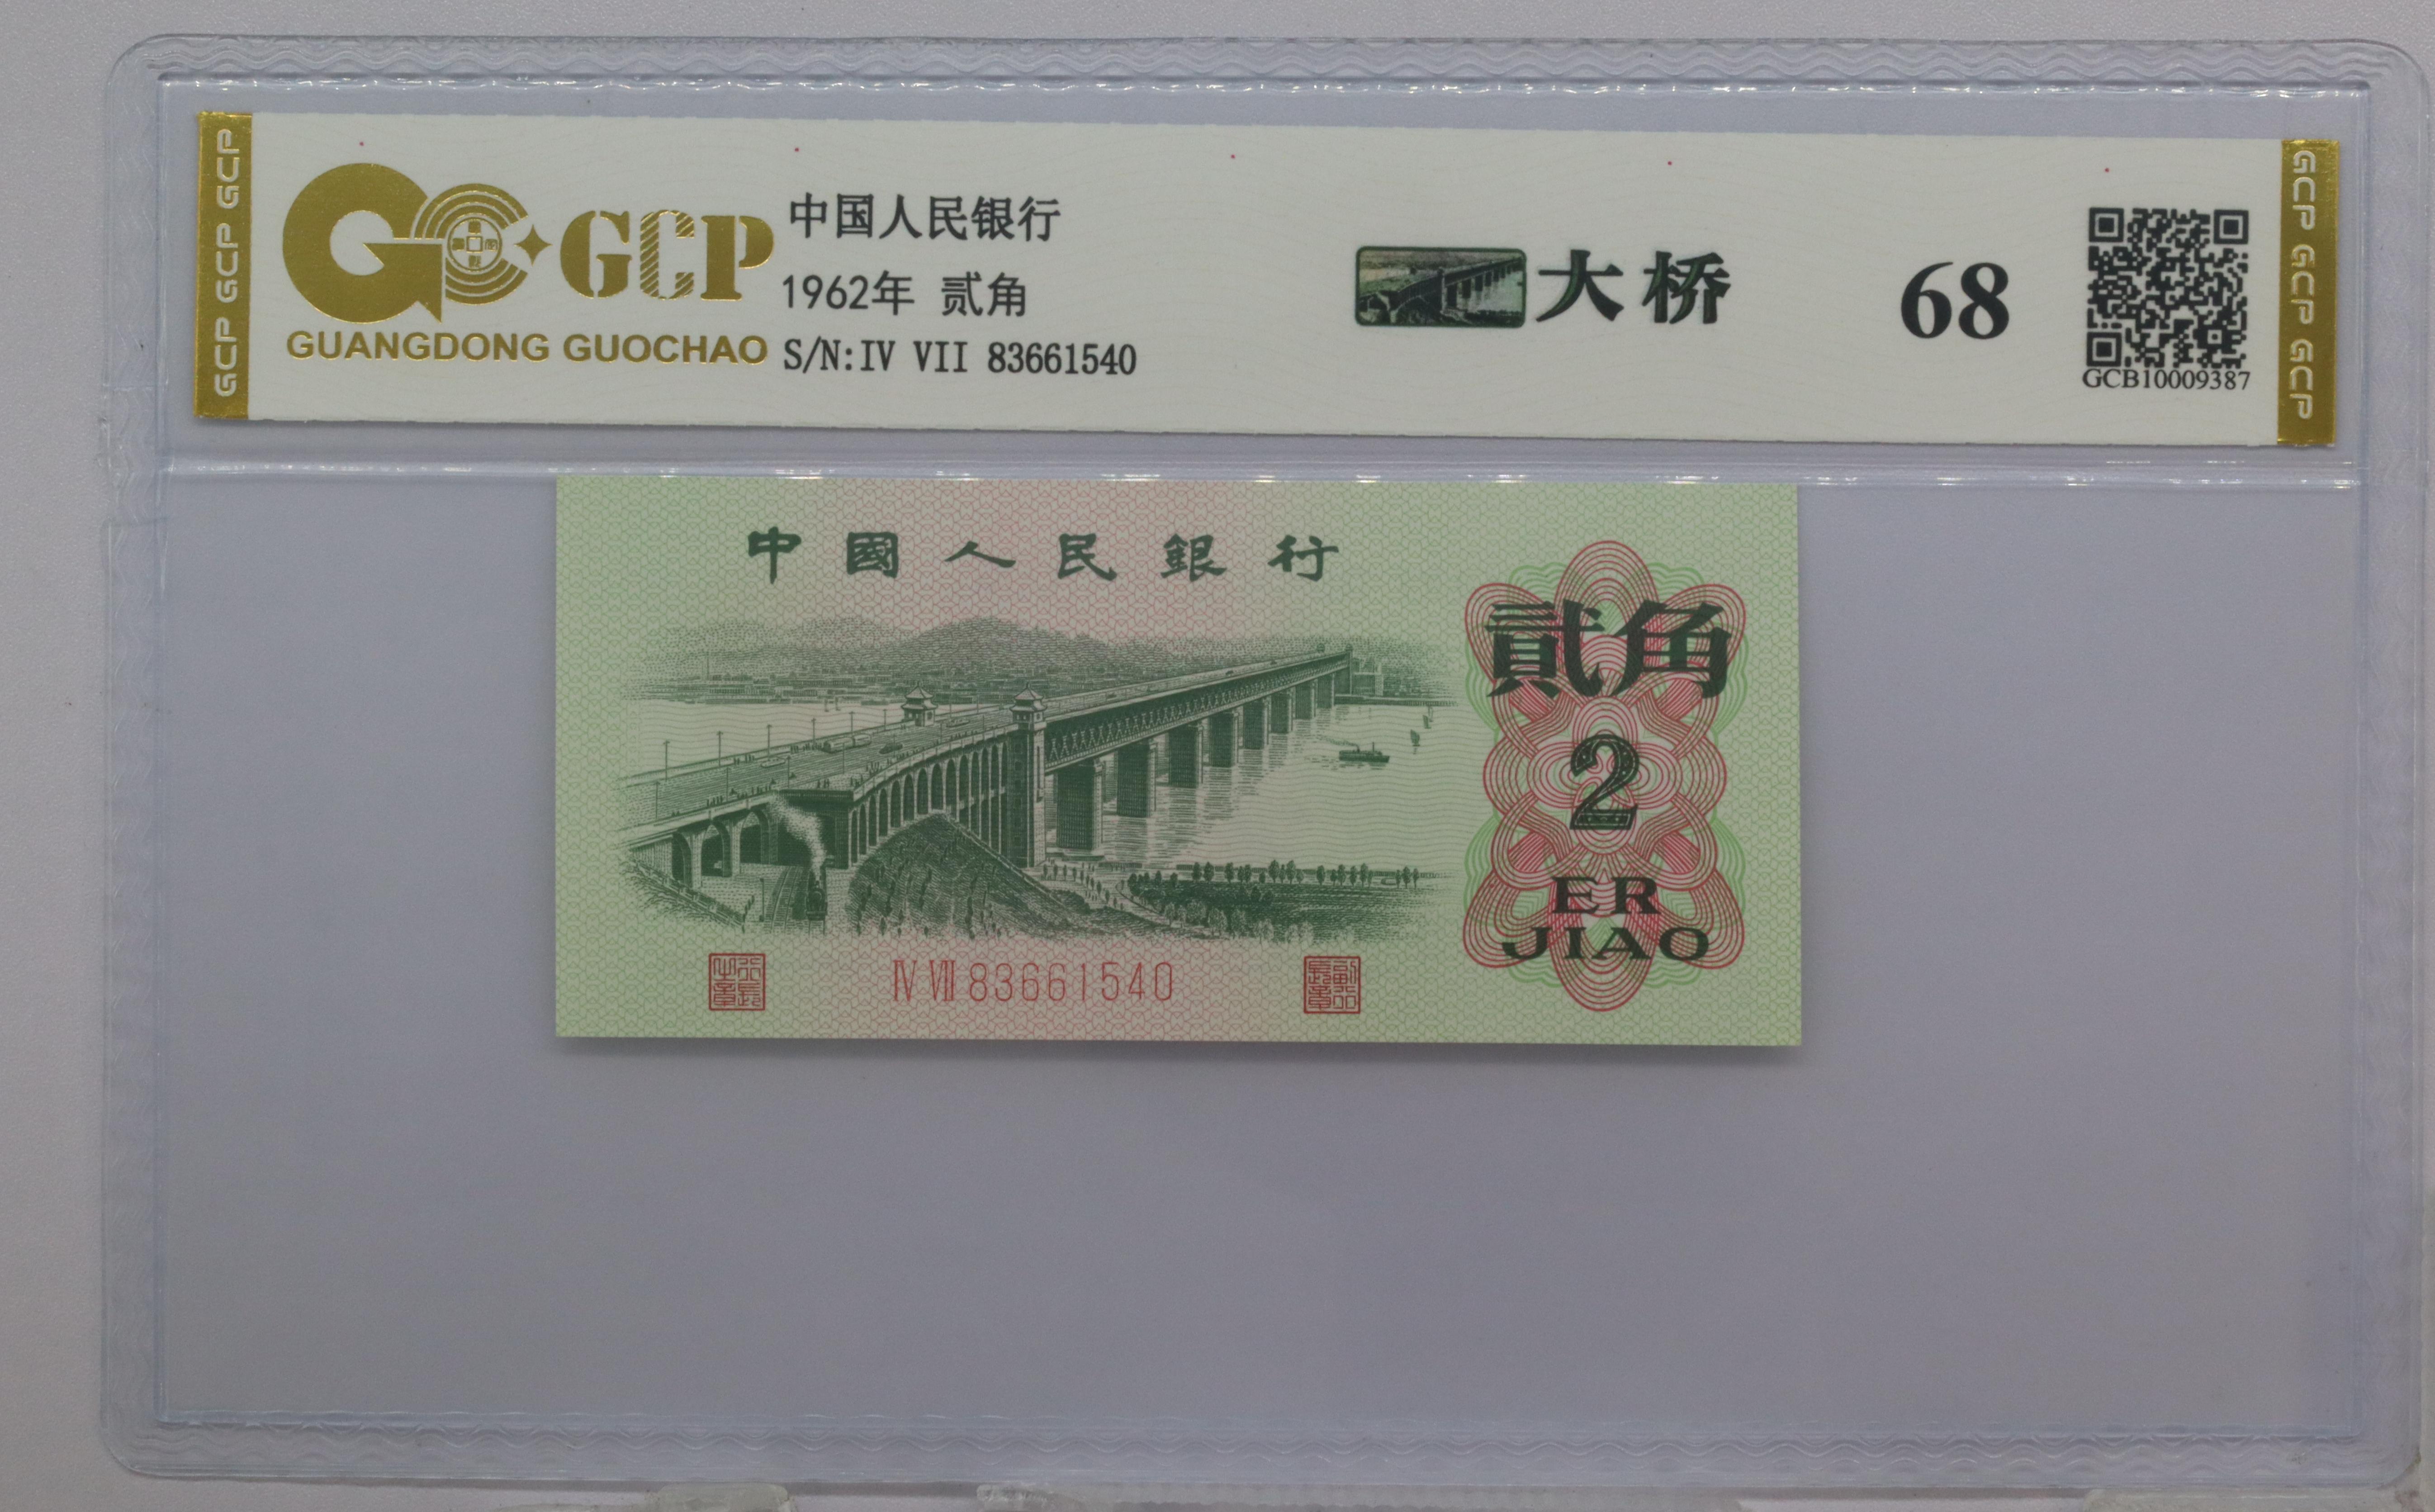 GCP GCP GCP
GCP
GUANGDONG GUOCHAO
中国人民银行
1962年 贰角
S/N:IV VII 83661540
大桥
68
GCB10009387
GCP GCP GCP
中國人民銀行
貳角
2
ER
JIAO
IV VII 83661540